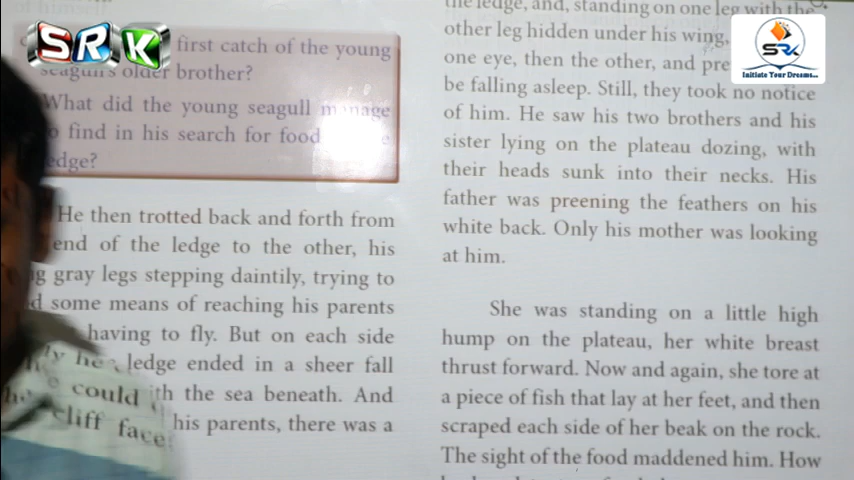 SRK
first catch of the young
seagull's older brother?
What did the young seagull manage
find in his search for food
edge?
He then trotted back and forth from
end of the ledge to the other, his
gray legs stepping daintily, trying to
some means of reaching his parents
having to fly. But on each side
ledge ended in a sheer fall
could
with the sea beneath. And
cliff face
his parents, there was a
the ledge, and, standing on one leg with the
other leg hidden under his wing,
one eye, then the other, and
be falling asleep. Still, they took no notice
of him. He saw his two brothers and his
sister lying on the plateau dozing, with
their heads sunk into their necks. His
father was preening the feathers on his
white back. Only his mother was looking
at him.
She was standing on a little high
hump on the plateau, her white breast
thrust forward. Now and again, she tore at
a piece of fish that lay at her feet, and then
scraped each side of her beak on the rock.
The sight of the food maddened him. How
SRK
Initiate Your Dreams...